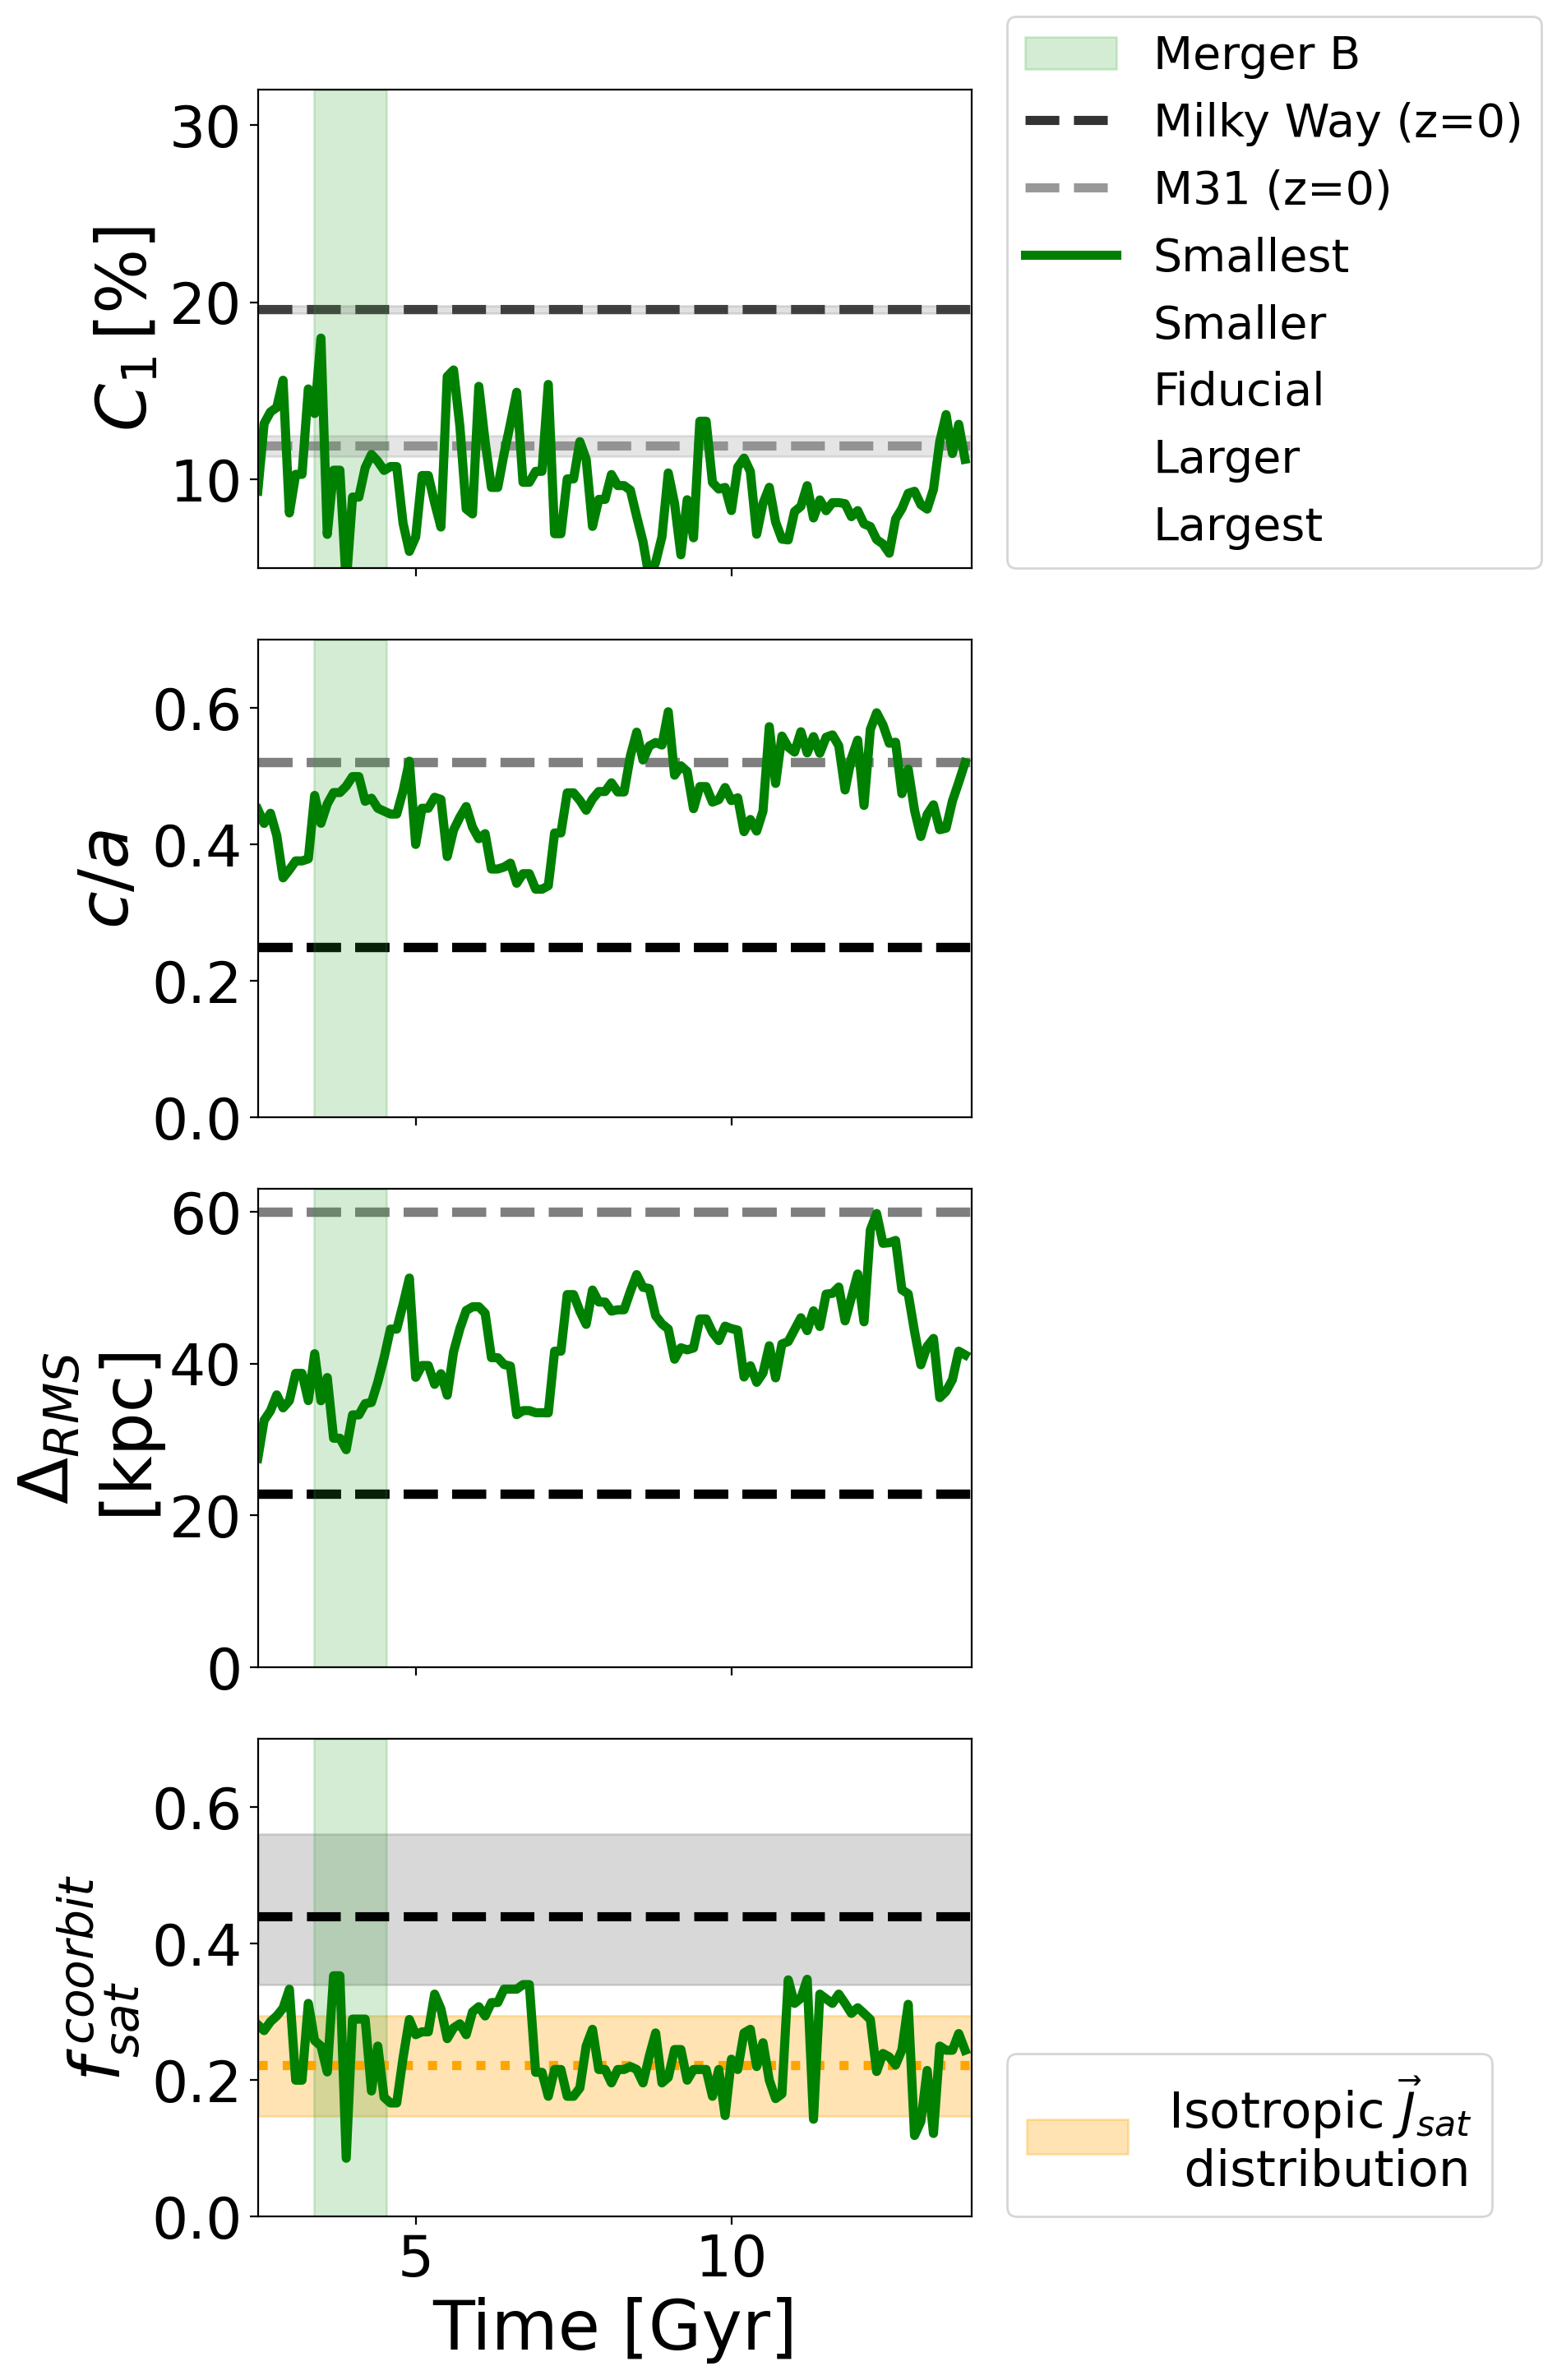 Merger B
Milky Way (z=0)
M31 (z=0)
Smallest
Smaller
Fiducial
Larger
Largest
C₁ [%]
30
20
10
c/a
0.6
0.4
0.2
0.0
Δ_RMS
[kpc]
60
40
20
0
f_sat^coorbit
0.6
0.4
0.2
0.0
5 10
Time [Gyr]
Isotropic J⃗_sat
distribution